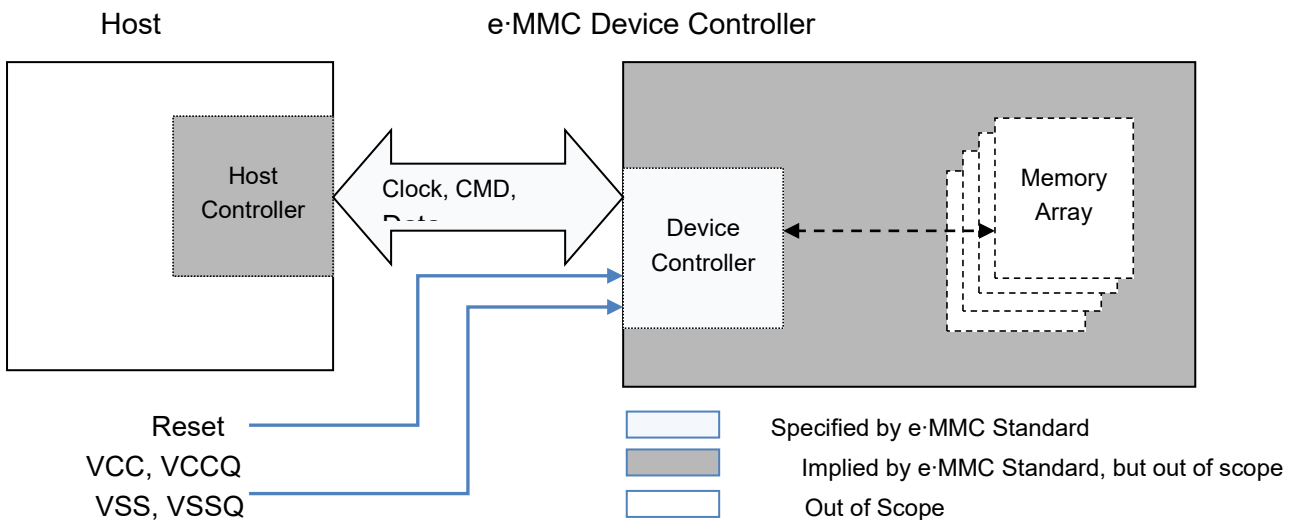 Host
e·MMC Device Controller
Host
Controller
Clock, CMD,
Device
Controller
Memory
Array
Reset
VCC, VCCQ
VSS, VSSQ
Specified by e·MMC Standard
Implied by e·MMC Standard, but out of scope
Out of Scope